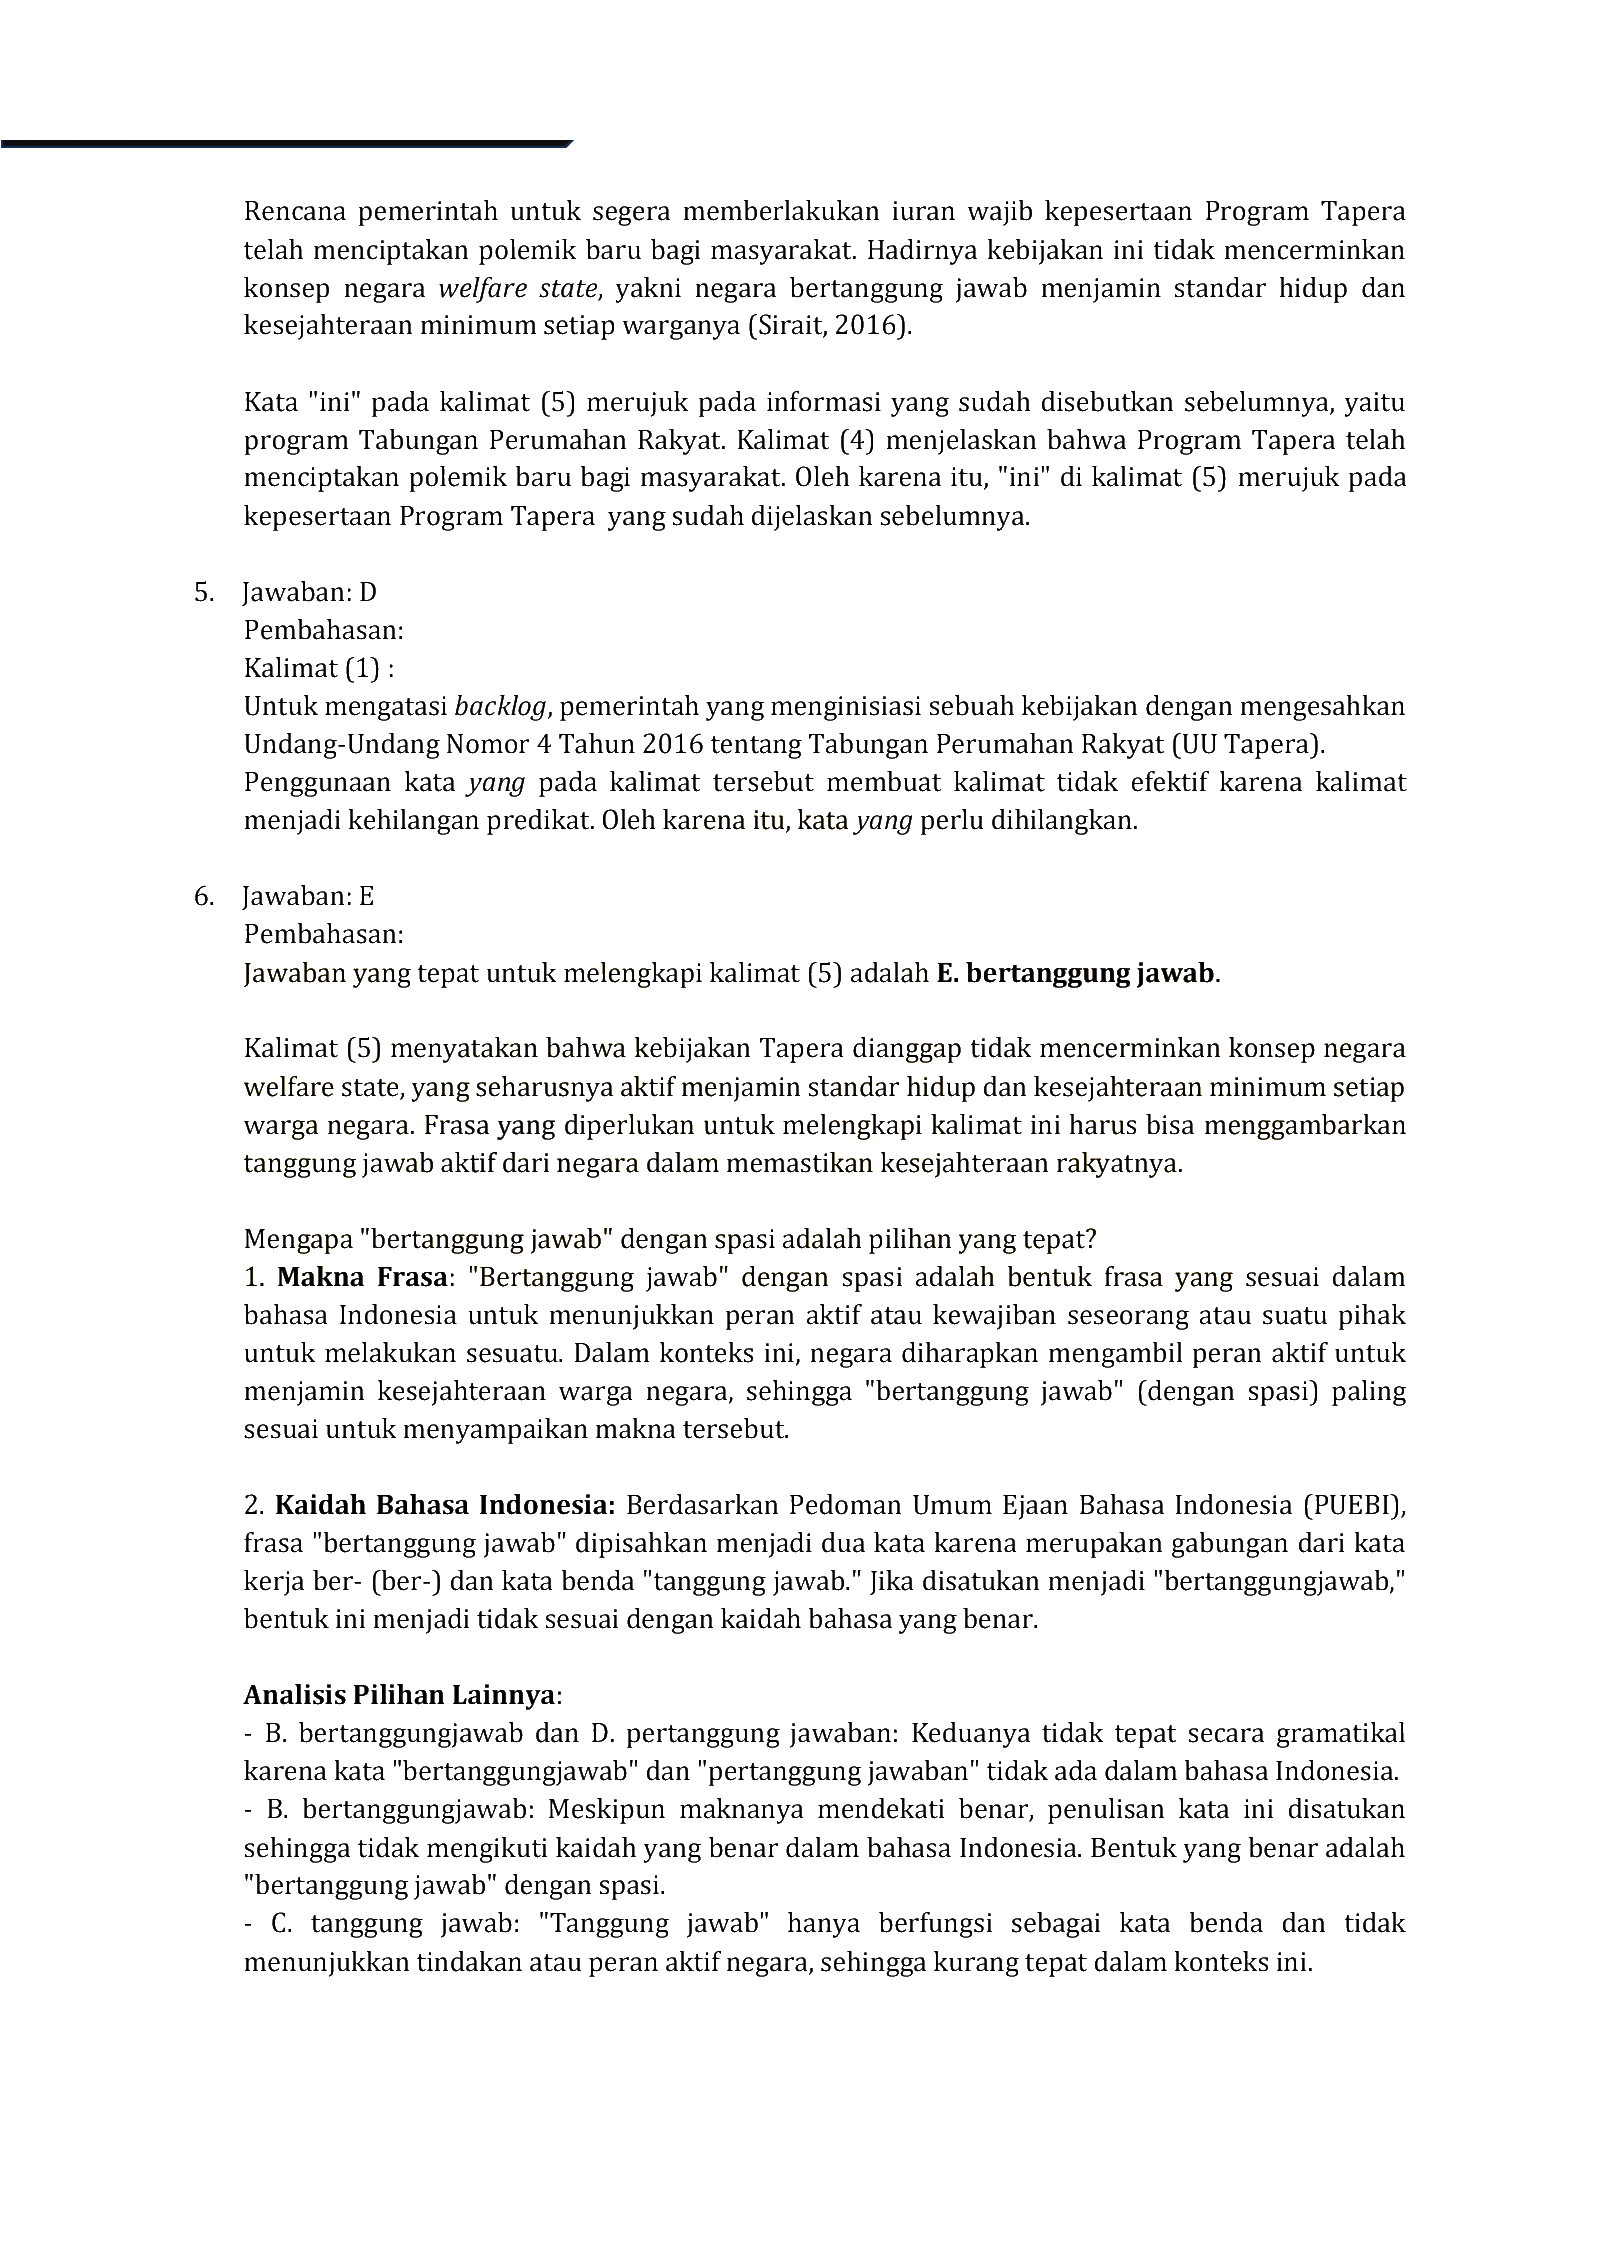 Rencana pemerintah untuk segera memberlakukan iuran wajib kepesertaan Program Tapera
telah menciptakan polemik baru bagi masyarakat. Hadirnya kebijakan ini tidak mencerminkan
konsep negara welfare state, yakni negara bertanggung jawab menjamin standar hidup dan
kesejahteraan minimum setiap warganya (Sirait, 2016).
Kata "ini" pada kalimat (5) merujuk pada informasi yang sudah disebutkan sebelumnya, yaitu
program Tabungan Perumahan Rakyat. Kalimat (4) menjelaskan bahwa Program Tapera telah
menciptakan polemik baru bagi masyarakat. Oleh karena itu, "ini" di kalimat (5) merujuk pada
kepesertaan Program Tapera yang sudah dijelaskan sebelumnya.
5. Jawaban: D
Pembahasan:
Kalimat (1) :
Untuk mengatasi backlog, pemerintah yang menginisiasi sebuah kebijakan dengan mengesahkan
Undang-Undang Nomor 4 Tahun 2016 tentang Tabungan Perumahan Rakyat (UU Tapera).
Penggunaan kata yang pada kalimat tersebut membuat kalimat tidak efektif karena kalimat
menjadi kehilangan predikat. Oleh karena itu, kata yang perlu dihilangkan.
6. Jawaban: E
Pembahasan:
Jawaban yang tepat untuk melengkapi kalimat (5) adalah E. bertanggung jawab.
Kalimat (5) menyatakan bahwa kebijakan Tapera dianggap tidak mencerminkan konsep negara
welfare state, yang seharusnya aktif menjamin standar hidup dan kesejahteraan minimum setiap
warga negara. Frasa yang diperlukan untuk melengkapi kalimat ini harus bisa menggambarkan
tanggung jawab aktif dari negara dalam memastikan kesejahteraan rakyatnya.
Mengapa "bertanggung jawab" dengan spasi adalah pilihan yang tepat?
1. Makna Frasa: "Bertanggung jawab" dengan spasi adalah bentuk frasa yang sesuai dalam
bahasa Indonesia untuk menunjukkan peran aktif atau kewajiban seseorang atau suatu pihak
untuk melakukan sesuatu. Dalam konteks ini, negara diharapkan mengambil peran aktif untuk
menjamin kesejahteraan warga negara, sehingga "bertanggung jawab" (dengan spasi) paling
sesuai untuk menyampaikan makna tersebut.
2. Kaidah Bahasa Indonesia: Berdasarkan Pedoman Umum Ejaan Bahasa Indonesia (PUEBI),
frasa "bertanggung jawab" dipisahkan menjadi dua kata karena merupakan gabungan dari kata
kerja ber- (ber-) dan kata benda "tanggung jawab." Jika disatukan menjadi "bertanggungjawab,"
bentuk ini menjadi tidak sesuai dengan kaidah bahasa yang benar.
Analisis Pilihan Lainnya:
- B. bertanggungjawab dan D. pertanggung jawaban: Keduanya tidak tepat secara gramatikal
karena kata "bertanggungjawab" dan "pertanggung jawaban" tidak ada dalam bahasa Indonesia.
- B. bertanggungjawab: Meskipun maknanya mendekati benar, penulisan kata ini disatukan
sehingga tidak mengikuti kaidah yang benar dalam bahasa Indonesia. Bentuk yang benar adalah
"bertanggung jawab" dengan spasi.
- C. tanggung jawab: "Tanggung jawab" hanya berfungsi sebagai kata benda dan tidak
menunjukkan tindakan atau peran aktif negara, sehingga kurang tepat dalam konteks ini.